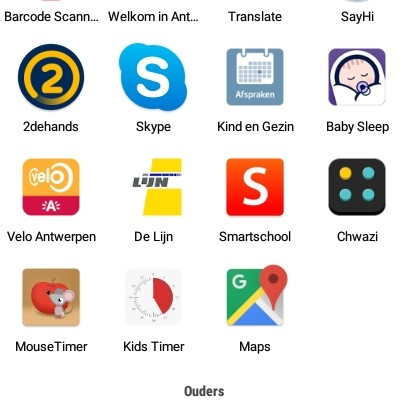 Barcode Scann... Welkom in Ant... Translate SayHi
2 S Afspraken
2dehands Skype Kind en Gezin Baby Sleep
velo A DE LIJN S
Velo Antwerpen De Lijn Smartschool Chwazi
G
MouseTimer Kids Timer Maps
Ouders